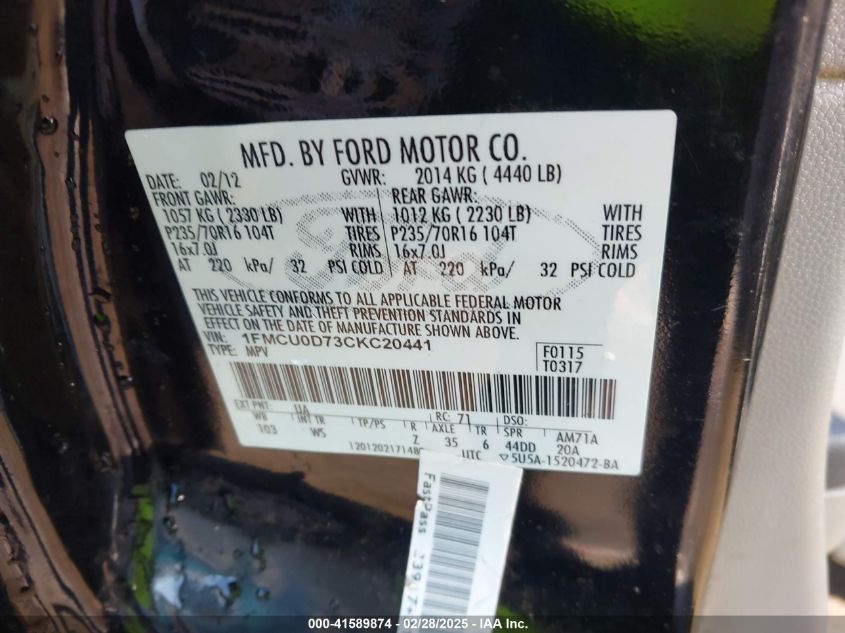 MFD. BY FORD MOTOR CO.
DATE: 02/12 GVWR: 2014 KG ( 4440 LB)
FRONT GAWR: REAR GAWR:
1057 KG ( 2330 LB) WITH 1012 KG ( 2230 LB) WITH
P235/70R16 104T TIRES P235/70R16 104T TIRES
16x7.0J RIMS 16x7.0J RIMS
AT 220 kPa/ 32 PSI COLD AT 220 kPa/ 32 PSI COLD
THIS VEHICLE CONFORMS TO ALL APPLICABLE FEDERAL MOTOR
VEHICLE SAFETY AND THEFT PREVENTION STANDARDS IN
EFFECT ON THE DATE OF MANUFACTURE SHOWN ABOVE.
VIN: 1FMCU0D73CKC20441
TYPE: MPV
F0115
T0317
EXT PNT: UA RC: 71 DSO:
WB INT TR TP/PS R AXLE TR SPR AM71A
103 WS Z 35 6 44DD 20A
UTC ▽5U5A-1520472-BA
FastPass
000-41589874 - 02/28/2025 - IAA Inc.